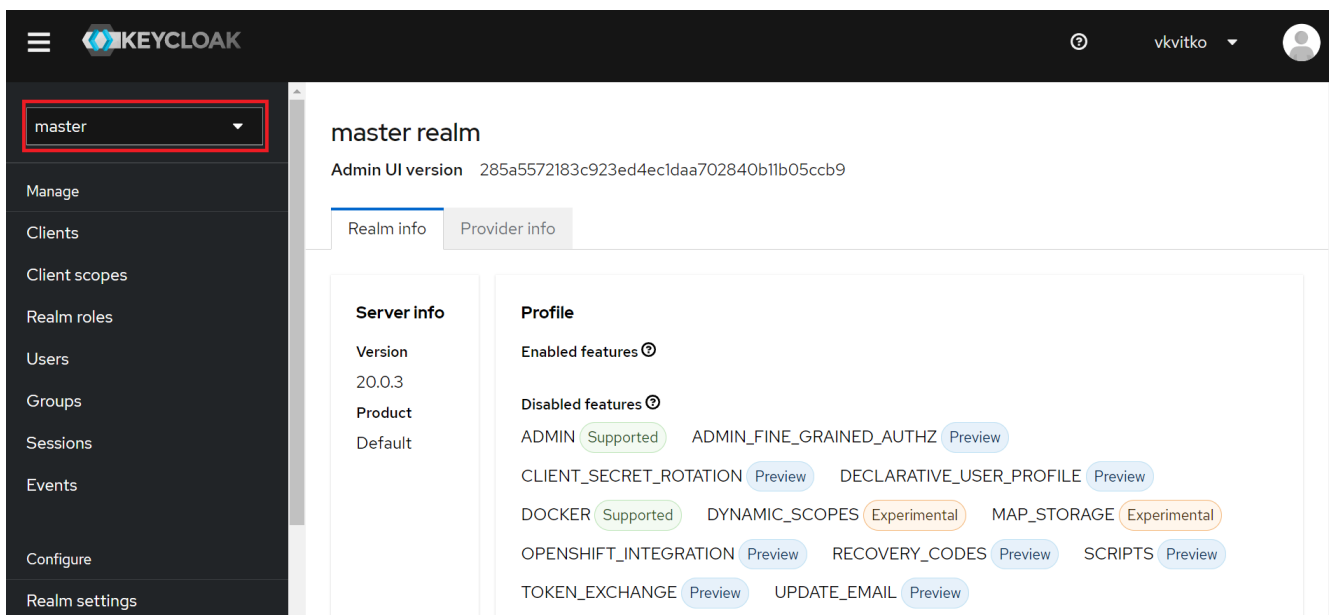 KEYCLOAK
vkvitko
master
Manage
Clients
Client scopes
Realm roles
Users
Groups
Sessions
Events
Configure
Realm settings
master realm
Admin UI version 285a5572183c923ed4ec1daa702840b11b05ccb9
Realm info Provider info
Server info
Version
20.0.3
Product
Default
Profile
Enabled features
Disabled features
ADMIN Supported ADMIN_FINE_GRAINED_AUTHZ Preview
CLIENT_SECRET_ROTATION Preview DECLARATIVE_USER_PROFILE Preview
DOCKER Supported DYNAMIC_SCOPES Experimental MAP_STORAGE Experimental
OPENSHIFT_INTEGRATION Preview RECOVERY_CODES Preview SCRIPTS Preview
TOKEN_EXCHANGE Preview UPDATE_EMAIL Preview